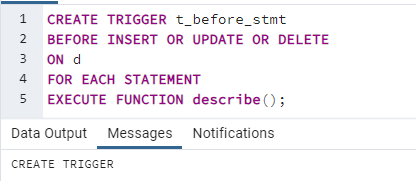 1 CREATE TRIGGER t_before_stmt
2 BEFORE INSERT OR UPDATE OR DELETE
3 ON d
4 FOR EACH STATEMENT
5 EXECUTE FUNCTION describe();
Data Output Messages Notifications
CREATE TRIGGER